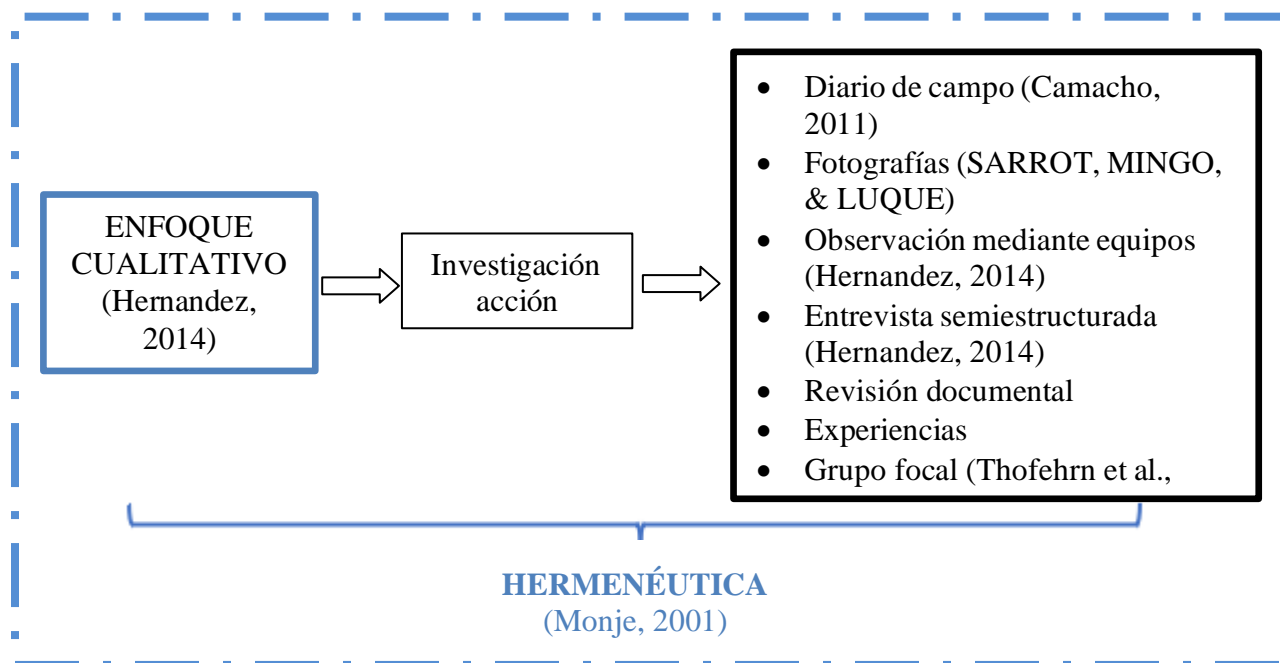 ENFOQUE
CUALITATIVO
(Hernandez,
2014)
Investigación
acción
• Diario de campo (Camacho,
2011)
• Fotografías (SARROT, MINGO,
& LUQUE)
• Observación mediante equipos
(Hernandez, 2014)
• Entrevista semiestructurada
(Hernandez, 2014)
• Revisión documental
• Experiencias
• Grupo focal (Thofehrn et al.,
HERMENÉUTICA
(Monje, 2001)